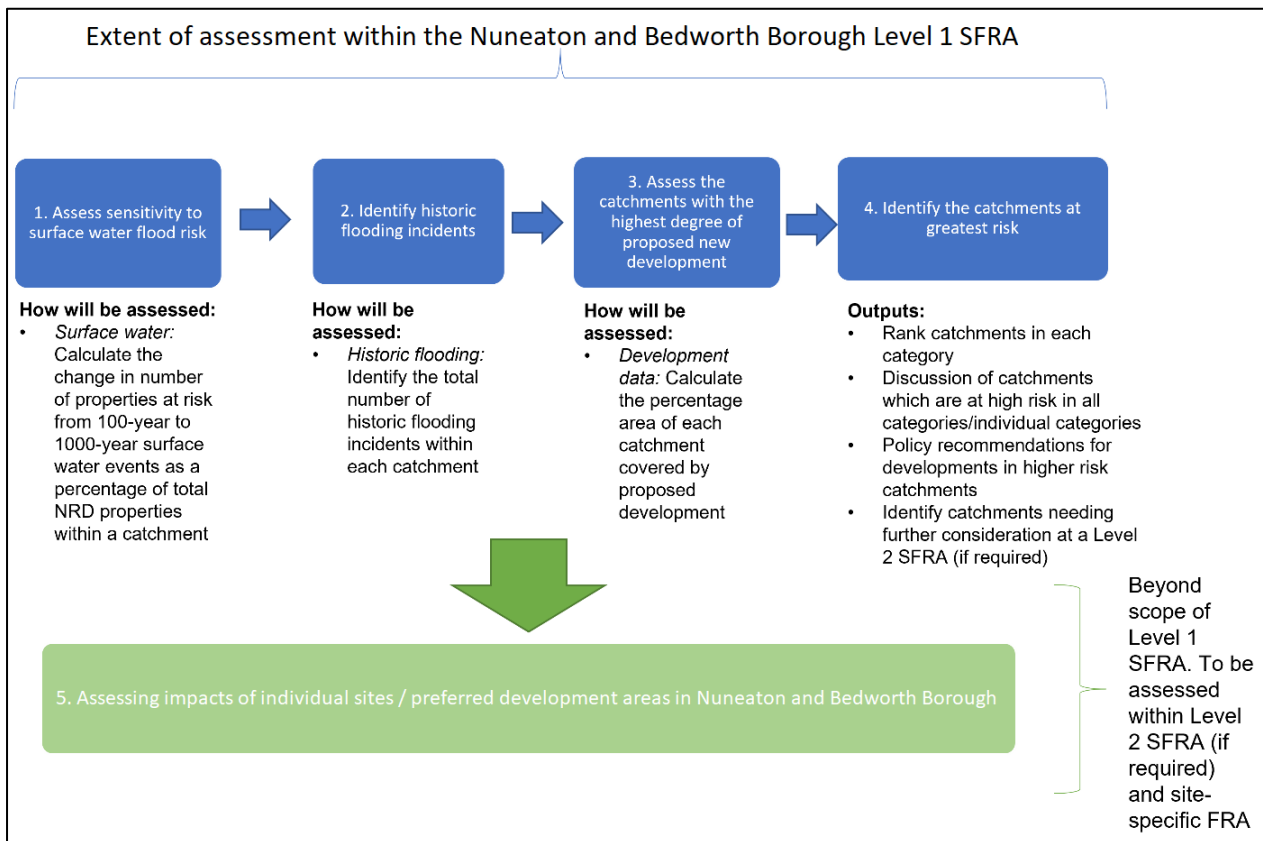 Extent of assessment within the Nuneaton and Bedworth Borough Level 1 SFRA
1. Assess sensitivity to
surface water flood risk
2. Identify historic
flooding incidents
3. Assess the
catchments with the
highest degree of
proposed new
development
4. Identify the catchments at
greatest risk
How will be assessed:
• Surface water:
Calculate the
change in number
of properties at risk
from 100-year to
1000-year surface
water events as a
percentage of total
NRD properties
within a catchment
How will be
assessed:
• Historic flooding:
Identify the total
number of
historic flooding
incidents within
each catchment
How will be
assessed:
• Development
data: Calculate
the percentage
area of each
catchment
covered by
proposed
development
Outputs:
• Rank catchments in each
category
• Discussion of catchments
which are at high risk in all
categories/individual categories
• Policy recommendations for
developments in higher risk
catchments
• Identify catchments needing
further consideration at a Level
2 SFRA (if required)
5. Assessing impacts of individual sites / preferred development areas in Nuneaton and Bedworth Borough
Beyond
scope of
Level 1
SFRA. To be
assessed
within Level
2 SFRA (if
required)
and site-
specific FRA